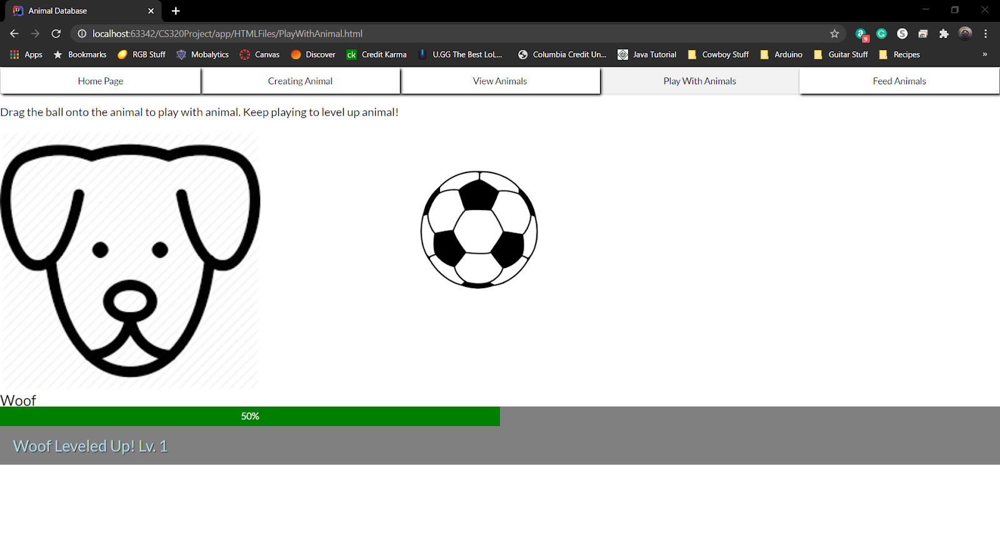 Animal Database
localhost:63342/CS320Project/app/HTMLFiles/PlayWithAnimal.html
a 9 G S
Apps Bookmarks RGB Stuff Mobalytics Canvas Discover ck Credit Karma U.GG The Best LoL... Columbia Credit Un... Java Tutorial Cowboy Stuff Arduino Guitar Stuff Recipes »
Home Page Creating Animal View Animals Play With Animals Feed Animals
Drag the ball onto the animal to play with animal. Keep playing to level up animal!
Woof
50%
Woof Leveled Up! Lv. 1